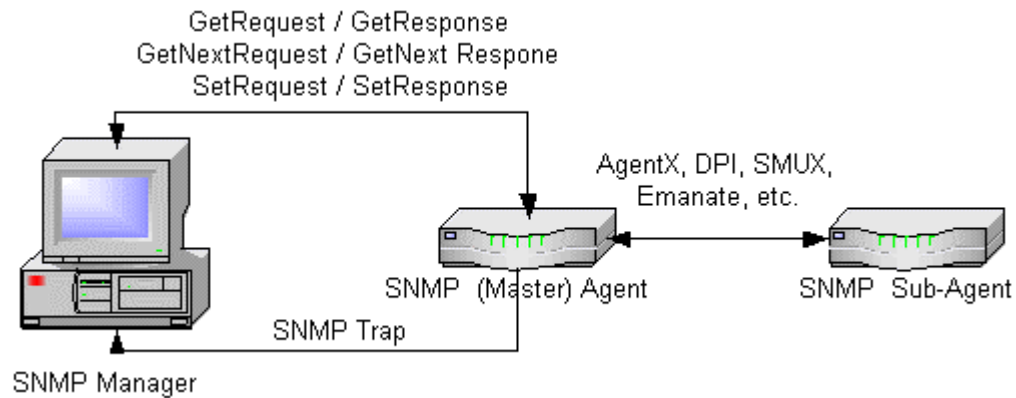 GetRequest / GetResponse
GetNextRequest / GetNext Respone
SetRequest / SetResponse
AgentX, DPI, SMUX,
Emanate, etc.
SNMP (Master) Agent
SNMP Sub-Agent
SNMP Trap
SNMP Manager